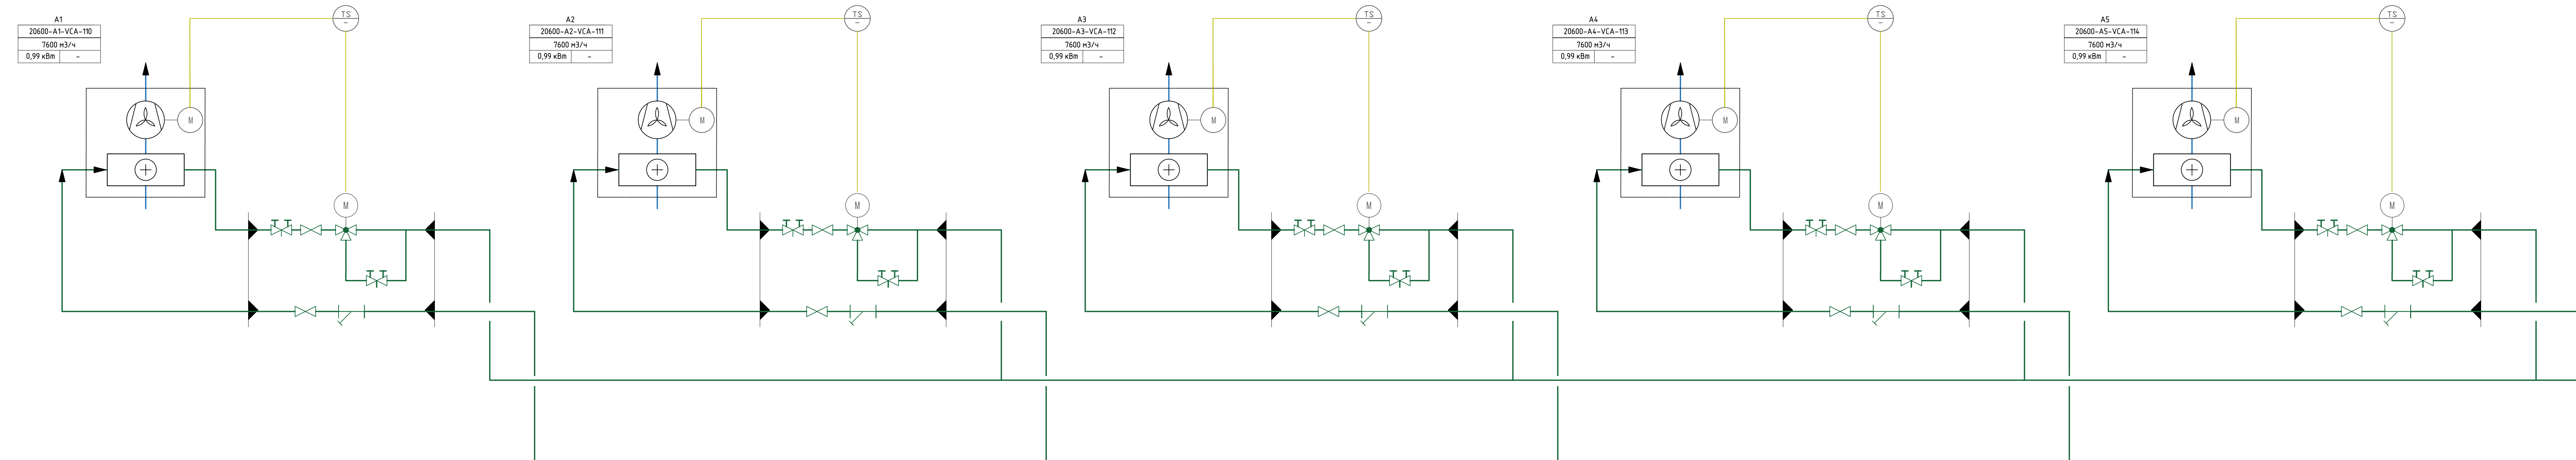 A1
20600-A1-VCA-110
7600 м3/ч
0,99 кВт -
TS
-
M
M
A2
20600-A2-VCA-111
7600 м3/ч
0,99 кВт -
TS
-
M
M
A3
20600-A3-VCA-112
7600 м3/ч
0,99 кВт -
TS
-
M
M
A4
20600-A4-VCA-113
7600 м3/ч
0,99 кВт -
TS
-
M
M
A5
20600-A5-VCA-114
7600 м3/ч
0,99 кВт -
TS
-
M
M